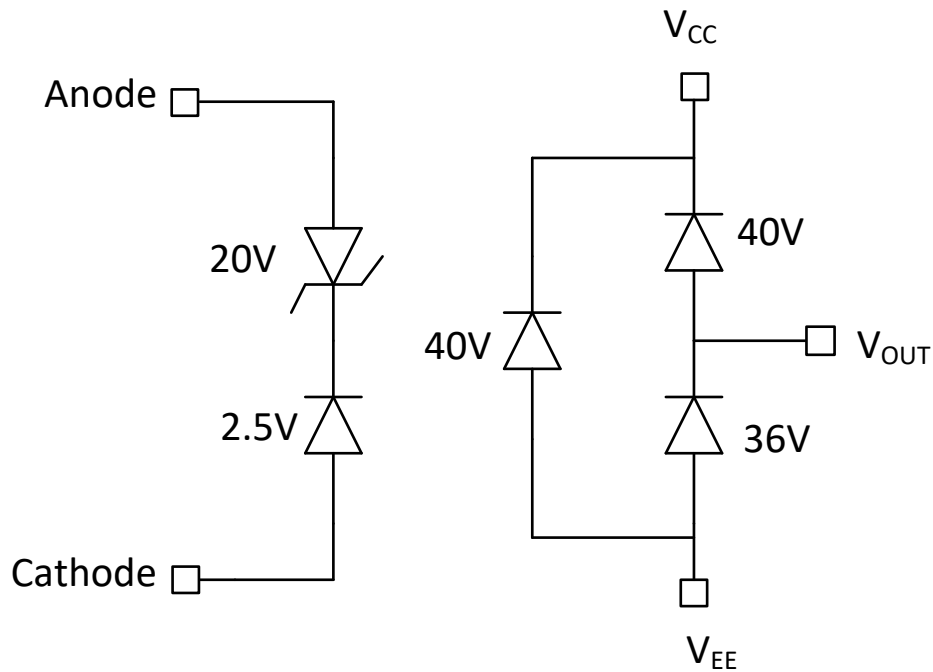 V_CC
Anode
20V
40V
40V
V_OUT
2.5V
36V
Cathode
V_EE